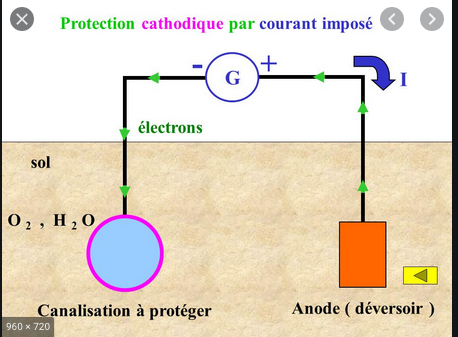 Protection cathodique par courant imposé
- G +
I
électrons
sol
O 2 , H 2 O
Canalisation à protéger
Anode ( déversoir )
960 × 720